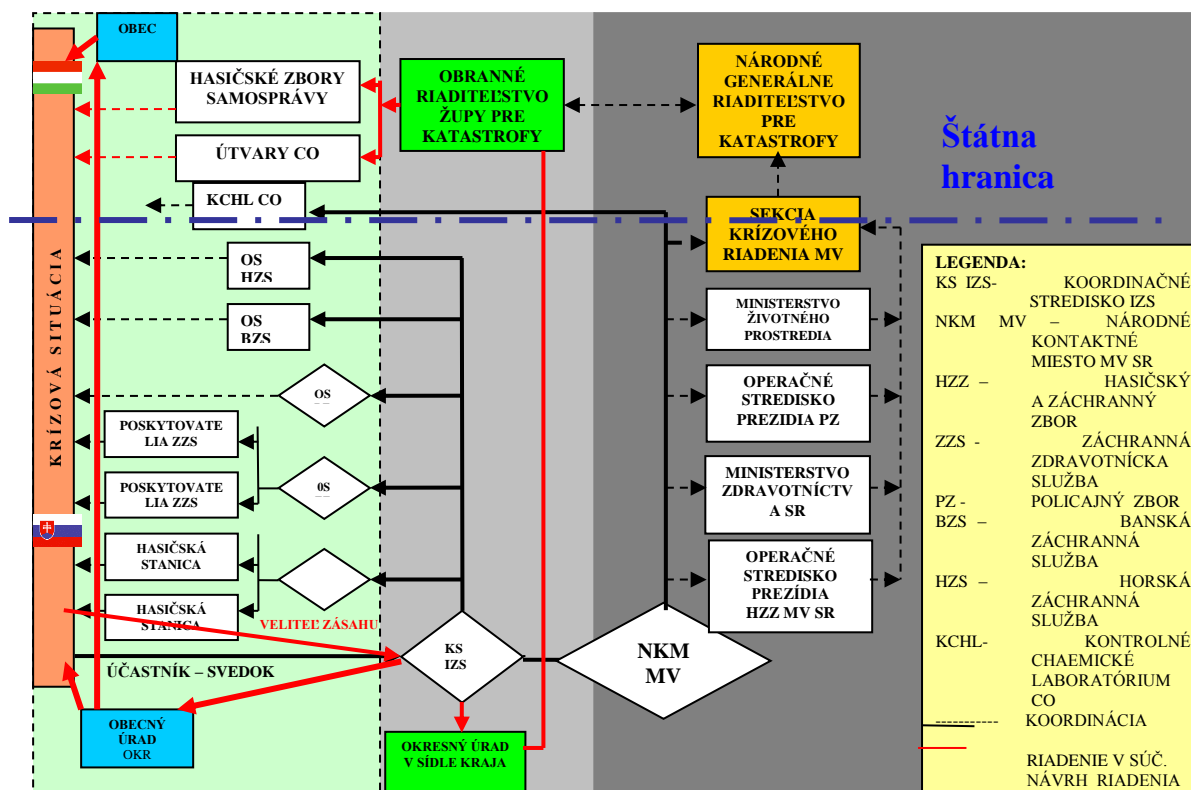 OBEC
HASIČSKÉ ZBORY
SAMOSPRÁVY
ÚTVARY CO
KCHL CO
OBRANNÉ
RIADITEĽSTVO
ŽUPY PRE
KATASTROFY
NÁRODNÉ
GENERÁLNE
RIADITEĽSTVO
PRE
KATASTROFY
Štátna
hranica
SEKCIA
KRÍZOVÉHO
RIADENIA MV
KRÍZOVÁ SITUÁCIA
OS
HZS
OS
BZS
OS
POSKYTOVATE
LIA ZZS
POSKYTOVATE
LIA ZZS
0S
HASIČSKÁ
STANICA
HASIČSKÁ
STANICA
VELITEĽ ZÁSAHU
ÚČASTNÍK – SVEDOK
KS
IZS
NKM
MV
OBECNÝ
ÚRAD
OKR
OKRESNÝ ÚRAD
V SÍDLE KRAJA
MINISTERSTVO
ŽIVOTNÉHO
PROSTREDIA
OPERAČNÉ
STREDISKO
PREZIDIA PZ
MINISTERSTVO
ZDRAVOTNÍCTV
A SR
OPERAČNÉ
STREDISKO
PREZÍDIA
HZZ MV SR
LEGENDA:
KS IZS- KOORDINAČNÉ
STREDISKO IZS
NKM MV – NÁRODNÉ
KONTAKTNÉ
MIESTO MV SR
HZZ – HASIČSKÝ
A ZÁCHRANNÝ
ZBOR
ZZS - ZÁCHRANNÁ
ZDRAVOTNÍCKA
SLUŽBA
PZ - POLICAJNÝ ZBOR
BZS – BANSKÁ
ZÁCHRANNÁ
SLUŽBA
HZS – HORSKÁ
ZÁCHRANNÁ
SLUŽBA
KCHL- KONTROLNÉ
CHAEMICKÉ
LABORATÓRIUM
CO
----------- KOORDINÁCIA
RIADENIE V SÚČ.
NÁVRH RIADENIA